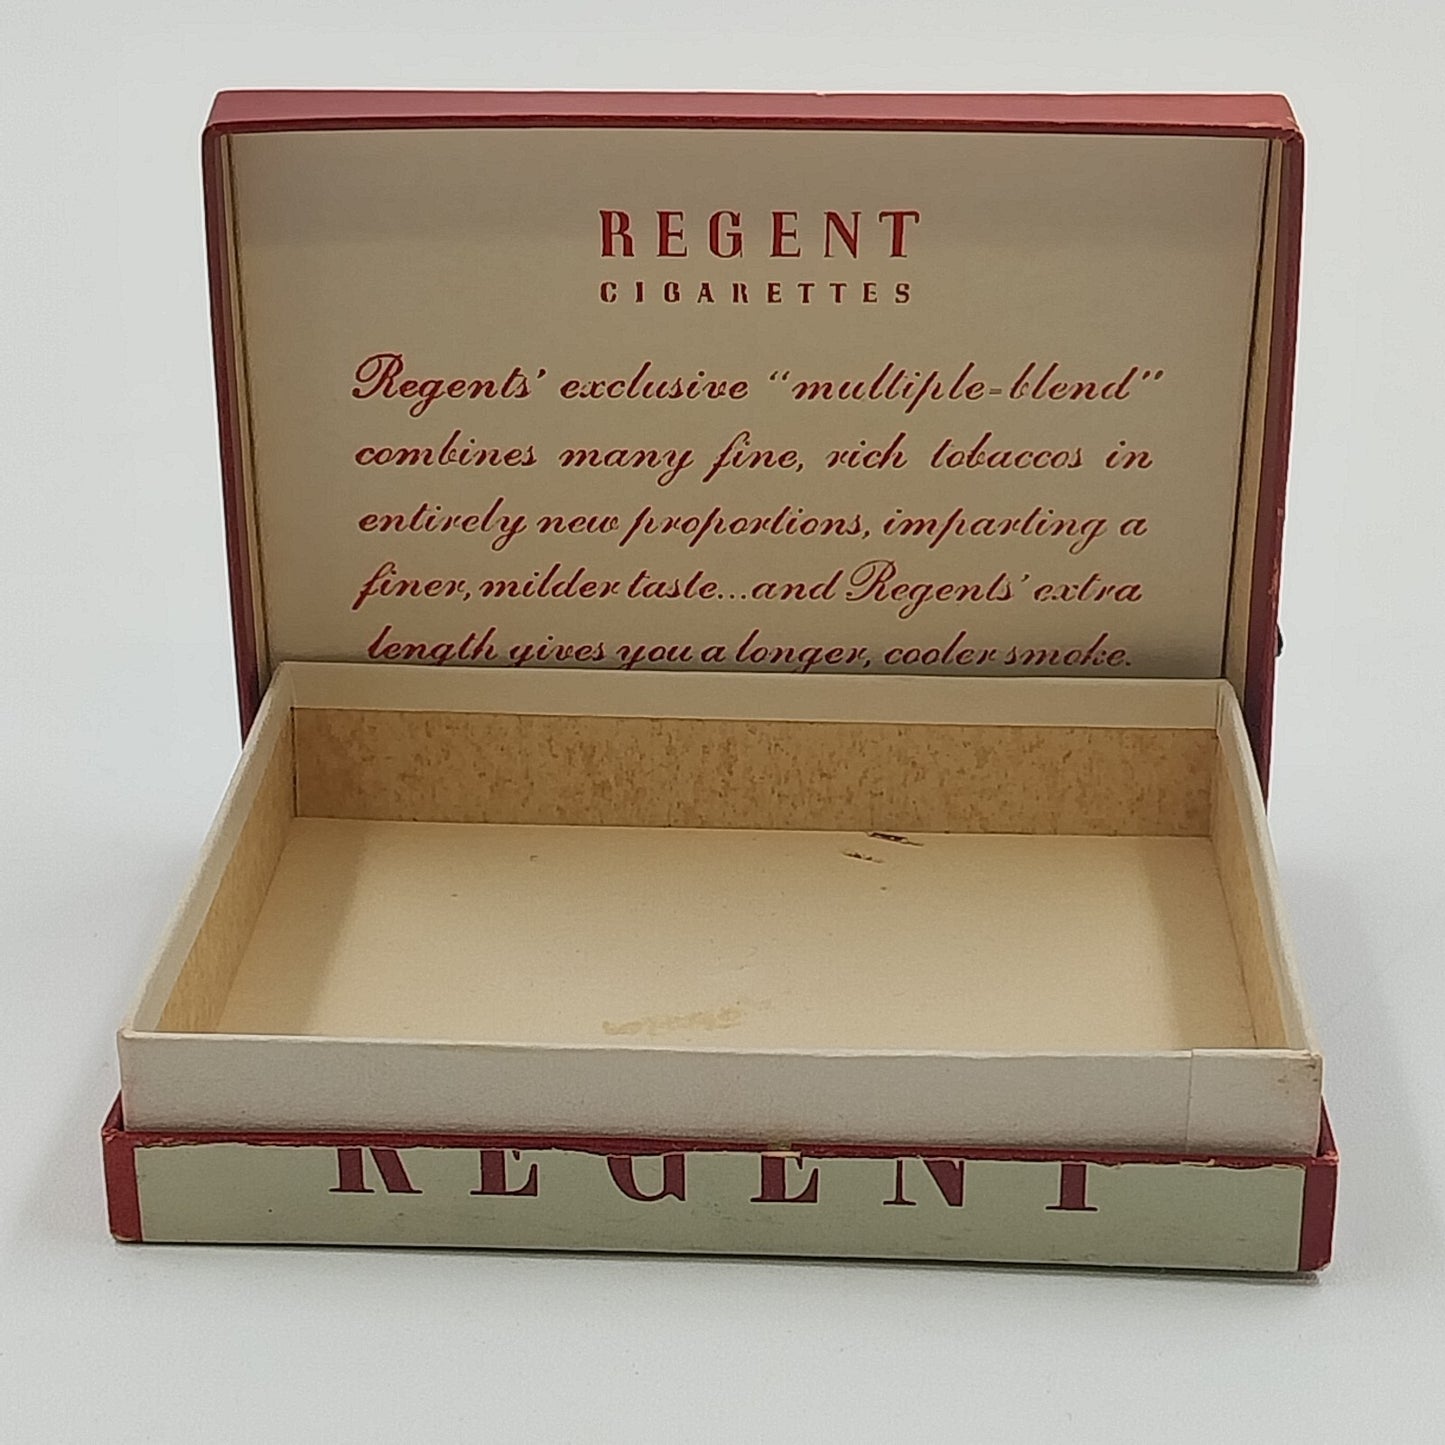 REGENT
CIGARETTES
Regents' exclusive "multiple-blend"
combines many fine, rich tobaccos in
entirely new proportions, imparting a
finer, milder taste...and Regents' extra
length gives you a longer, cooler smoke.
REGENT